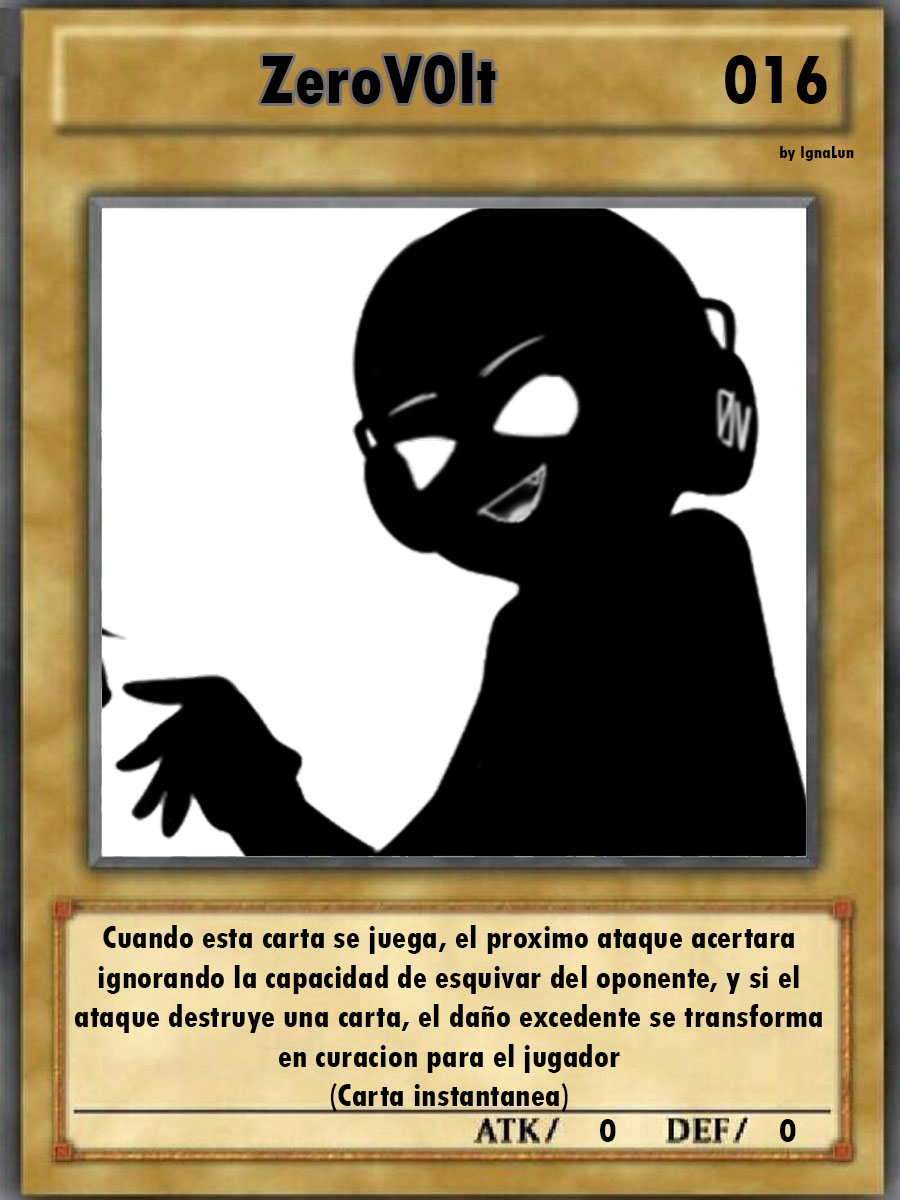 ZeroV0lt 016
by IgnaLun
0V
Cuando esta carta se juega, el proximo ataque acertara
ignorando la capacidad de esquivar del oponente, y si el
ataque destruye una carta, el daño excedente se transforma
en curacion para el jugador
(Carta instantanea)
ATK/ 0 DEF/ 0